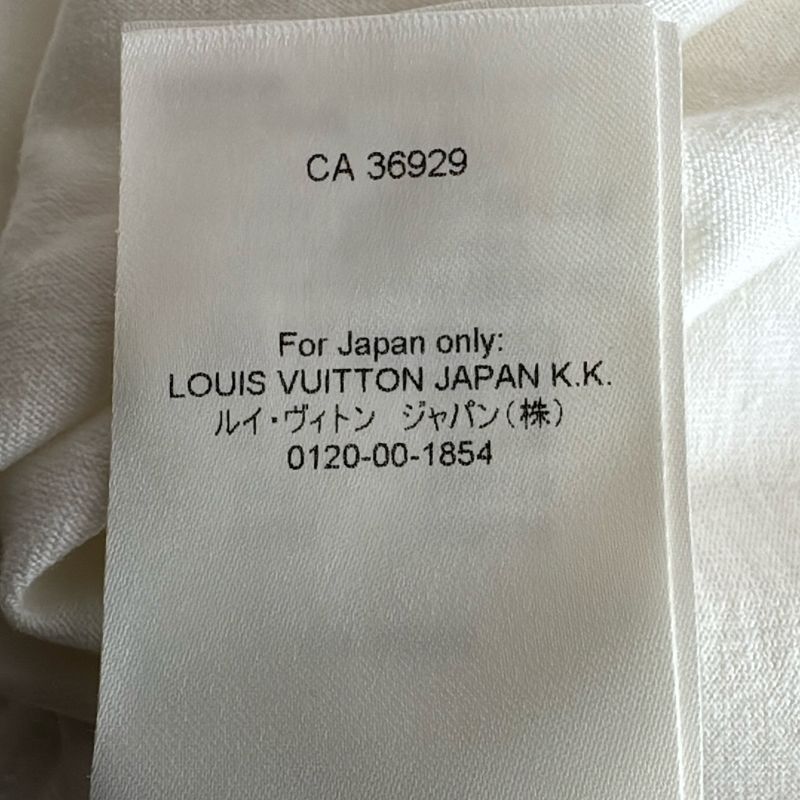 CA 36929
For Japan only:
LOUIS VUITTON JAPAN K.K.
ルイ・ヴィトン ジャパン(株)
0120-00-1854